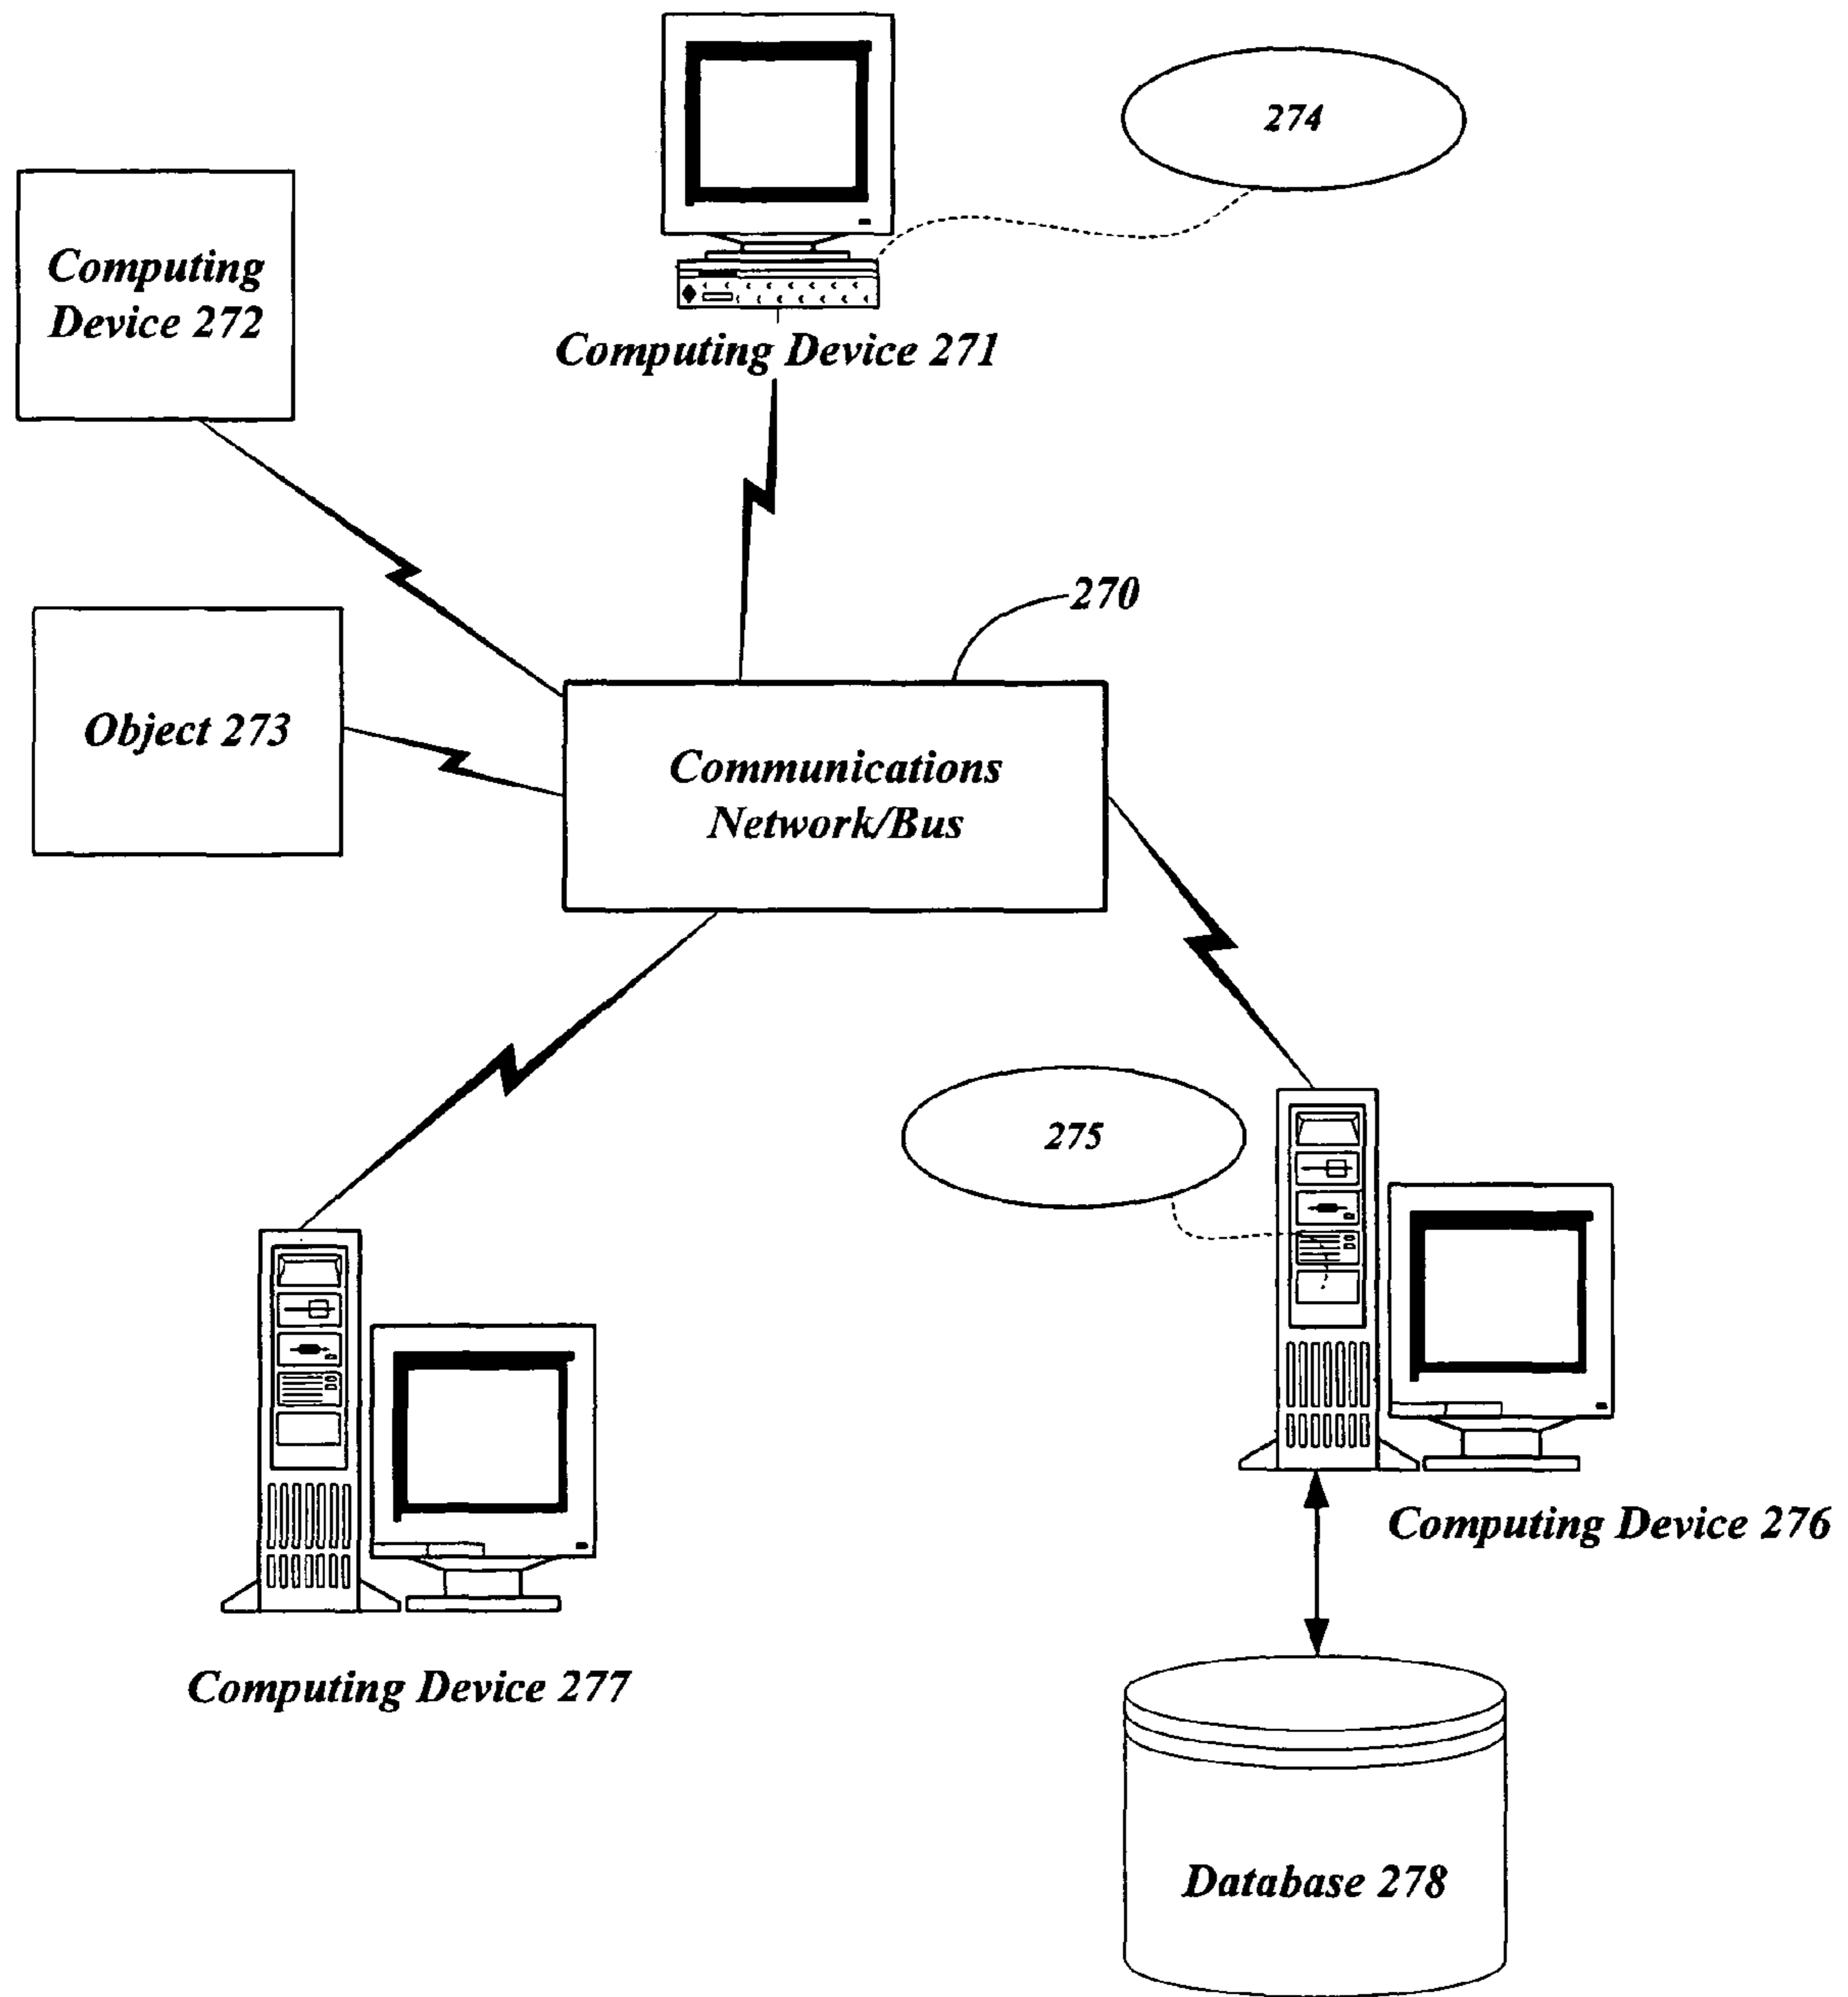 274
Computing
Device 272
Computing Device 271
270
Object 273
Communications
Network/Bus
275
Computing Device 276
Computing Device 277
Database 278